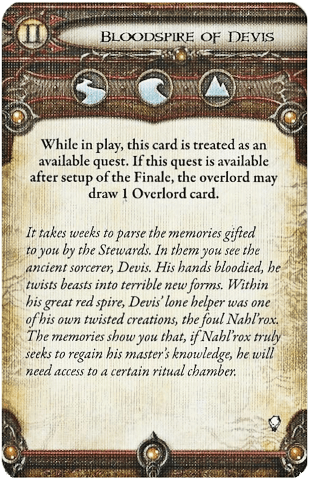 II
Bloodspire of Nevis
While in play, this card is treated as an
available quest. If this quest is available
after setup of the Finale, the overlord may
draw 1 Overlord card.
It takes weeks to parse the memories gifted
to you by the Stewards. In them you see the
ancient sorcerer, Devis. His hands bloodied, he
twists beasts into terrible new forms. Within
his great red spire, Devis' lone helper was one
of his own twisted creations, the foul Nahl'rox.
The memories show you that, if Nahl'rox truly
seeks to regain his master's knowledge, he will
need access to a certain ritual chamber.